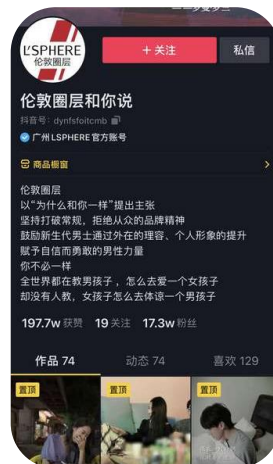 L'SPHERE
伦敦圈层
+ 关注
私信
伦敦圈层和你说
抖音号: dynfsfoitcmb
广州LSPHERE官方账号
商品橱窗
伦敦圈层
以“为什么和你一样”提出主张
坚持打破常规，拒绝从众的品牌精神
鼓励新生代男士通过外在的理容、个人形象的提升
赋予自信而勇敢的男性力量
你不必一样
全世界都在教男孩子，怎么去爱一个女孩子
却没有人教，女孩子怎么去体谅一个男孩子
197.7w 获赞 19 关注 17.3w 粉丝
作品 74 动态 74 喜欢 129
置顶 置顶 置顶